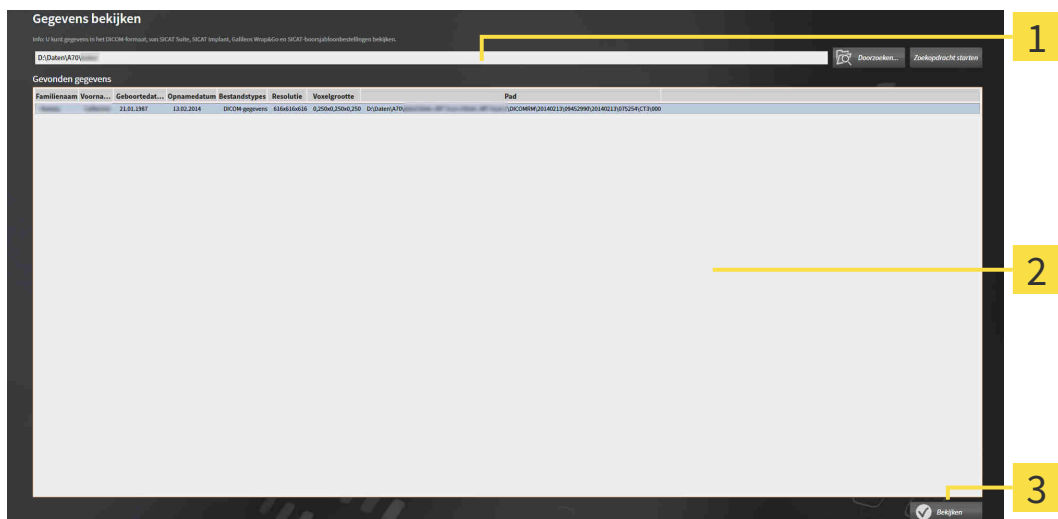 Gegevens bekijken
Info: U kunt gegevens in het DICOM-formaat, van SICAT Suite, SICAT Implant, Galileos Wrap&Go en SICAT-boorsjabloonbestellingen bekijken.
D:\Daten\A70\
Doorzoeken...
Zoekopdracht starten
1
Gevonden gegevens
Familienaam Voorna... Geboortedat... Opnamedatum Bestandstypes Resolutie Voxelgrootte Pad
21.01.1987 13.02.2014 DICOM-gegevens 616x616x616 0,250x0,250x0,250 D:\Daten\A70\ \DICOMRM\20140213\09452990\20140213\075254\CT3\000
2
Bekijken
3